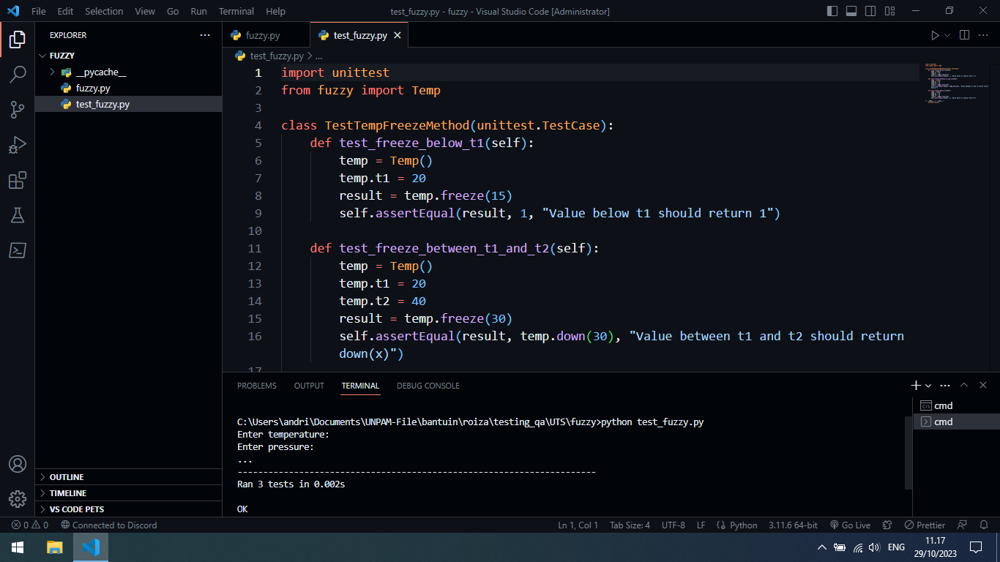 File Edit Selection View Go Run Terminal Help
test_fuzzy.py - fuzzy - Visual Studio Code [Administrator]
EXPLORER
FUZZY
__pycache__
fuzzy.py
test_fuzzy.py
OUTLINE
TIMELINE
VS CODE PETS
fuzzy.py
test_fuzzy.py
test_fuzzy.py > ...
1 import unittest
2 from fuzzy import Temp
3
4 class TestTempFreezeMethod(unittest.TestCase):
5 def test_freeze_below_t1(self):
6 temp = Temp()
7 temp.t1 = 20
8 result = temp.freeze(15)
9 self.assertEqual(result, 1, "Value below t1 should return 1")
10
11 def test_freeze_between_t1_and_t2(self):
12 temp = Temp()
13 temp.t1 = 20
14 temp.t2 = 40
15 result = temp.freeze(30)
16 self.assertEqual(result, temp.down(30), "Value between t1 and t2 should return
down(x)")
17
PROBLEMS OUTPUT TERMINAL DEBUG CONSOLE
C:\Users\andri\Documents\UNPAM-File\bantuin\roiza\testing_qa\UTS\fuzzy>python test_fuzzy.py
Enter temperature:
Enter pressure:
...
----------------------------------------------------------------------
Ran 3 tests in 0.002s
OK
cmd
cmd
0 0 Connected to Discord
Ln 1, Col 1 Tab Size: 4 UTF-8 LF Python 3.11.6 64-bit Go Live Prettier
ENG
11.17
29/10/2023